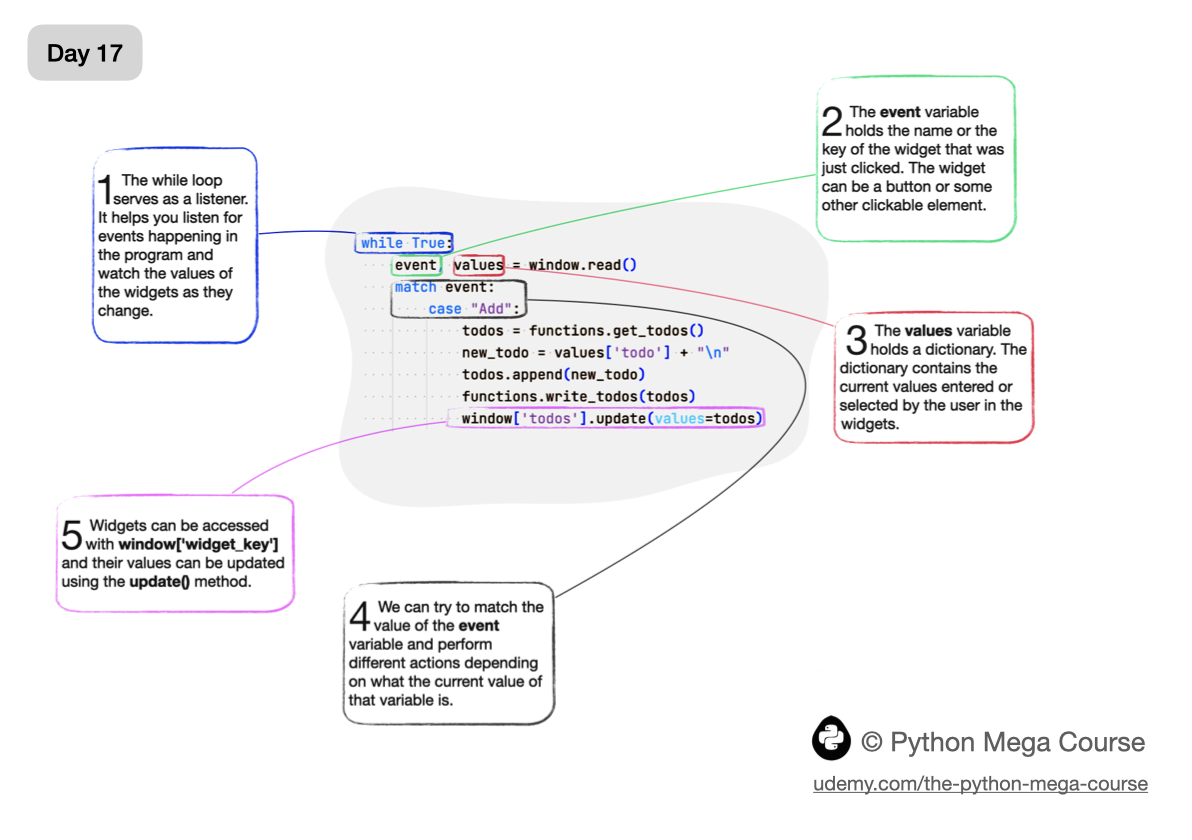 Day 17
1 The while loop
serves as a listener.
It helps you listen for
events happening in
the program and
watch the values of
the widgets as they
change.
2 The event variable
holds the name or the
key of the widget that was
just clicked. The widget
can be a button or some
other clickable element.
while True:
event, values = window.read()
match event:
case "Add":
todos = functions.get_todos()
new_todo = values['todo'] + "\n"
todos.append(new_todo)
functions.write_todos(todos)
window['todos'].update(values=todos)
3 The values variable
holds a dictionary. The
dictionary contains the
current values entered or
selected by the user in the
widgets.
5 Widgets can be accessed
with window['widget_key']
and their values can be updated
using the update() method.
4 We can try to match the
value of the event
variable and perform
different actions depending
on what the current value of
that variable is.
© Python Mega Course
udemy.com/the-python-mega-course